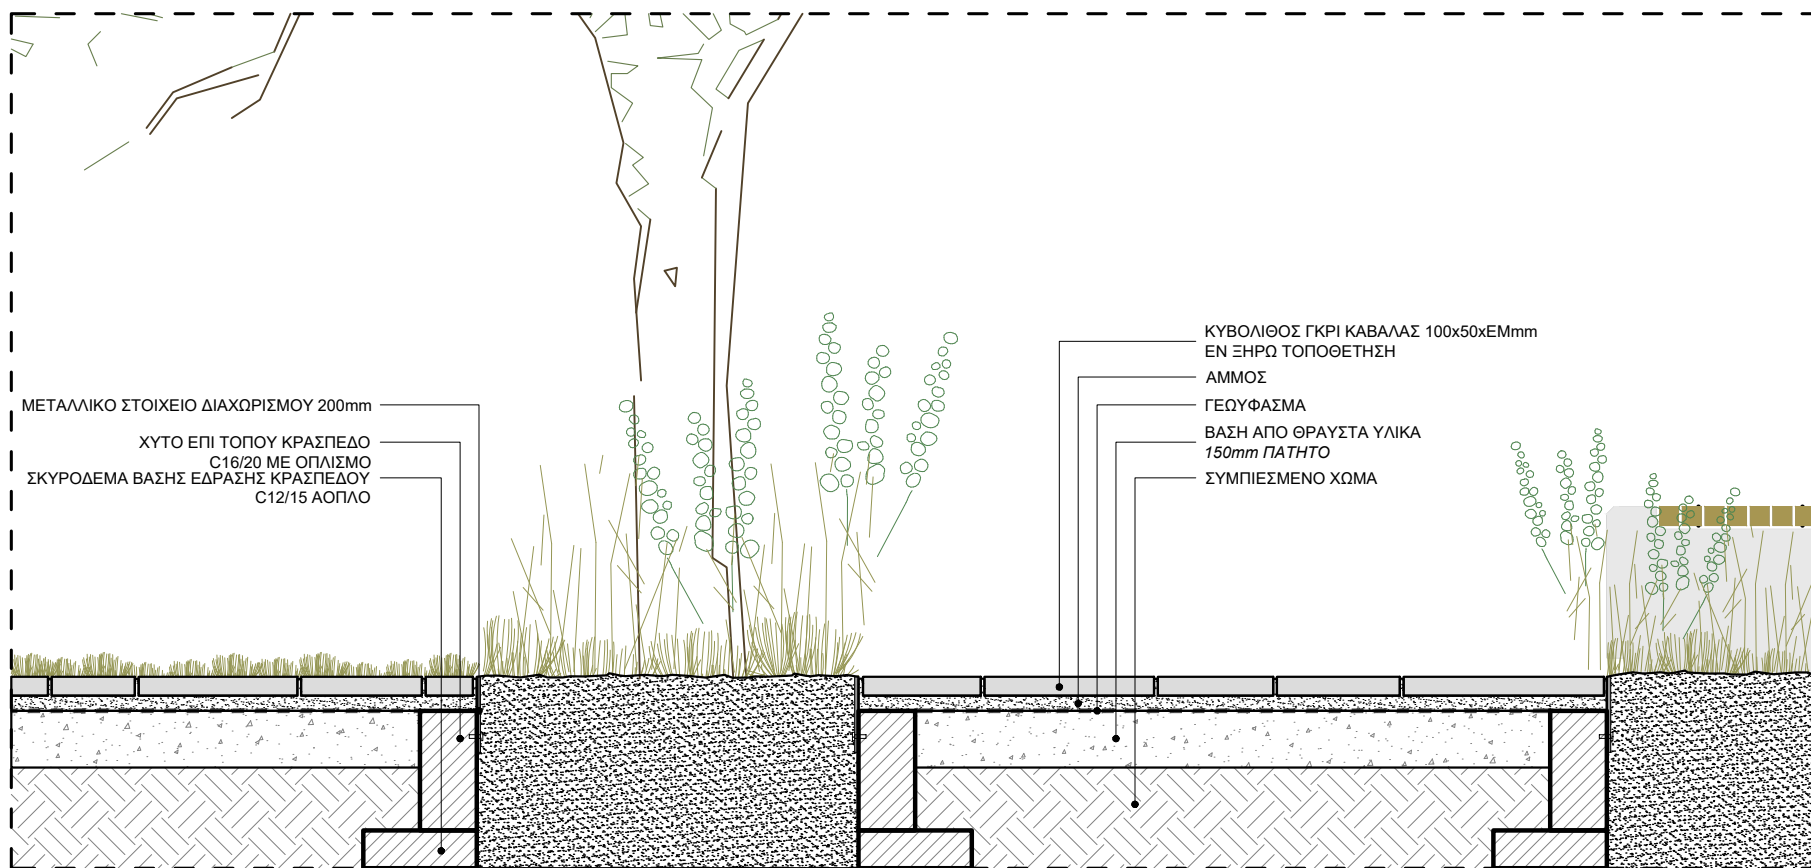 ΜΕΤΑΛΛΙΚΟ ΣΤΟΙΧΕΙΟ ΔΙΑΧΩΡΙΣΜΟΥ 200mm
ΧΥΤΟ ΕΠΙ ΤΟΠΟΥ ΚΡΑΣΠΕΔΟ
C16/20 ΜΕ ΟΠΛΙΣΜΟ
ΣΚΥΡΟΔΕΜΑ ΒΑΣΗΣ ΕΔΡΑΣΗΣ ΚΡΑΣΠΕΔΟΥ
C12/15 ΑΟΠΛΟ
ΚΥΒΟΛΙΘΟΣ ΓΚΡΙ ΚΑΒΑΛΑΣ 100x50xΕΜmm
ΕΝ ΞΗΡΩ ΤΟΠΟΘΕΤΗΣΗ
ΑΜΜΟΣ
ΓΕΩΥΦΑΣΜΑ
ΒΑΣΗ ΑΠΟ ΘΡΑΥΣΤΑ ΥΛΙΚΑ
150mm ΠΑΤΗΤΟ
ΣΥΜΠΙΕΣΜΕΝΟ ΧΩΜΑ